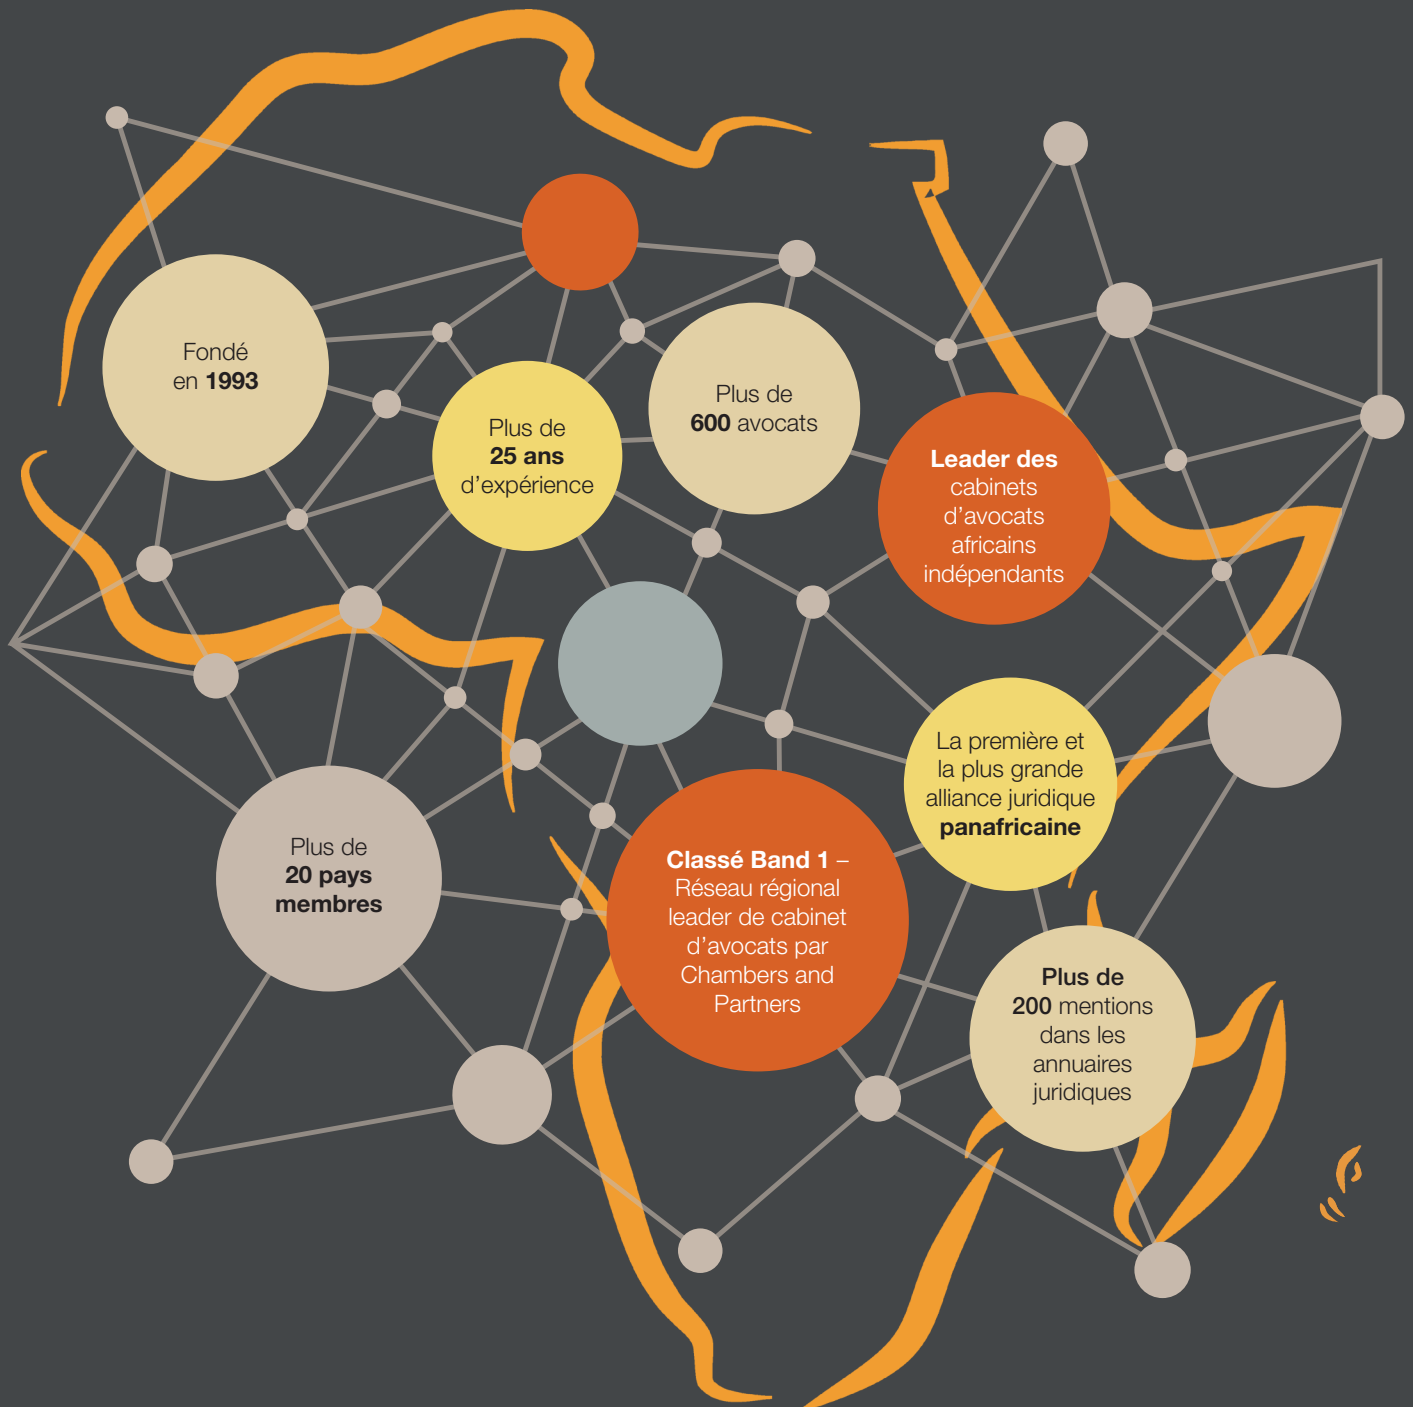 Fondé
en 1993
Plus de
25 ans
d’expérience
Plus de
600 avocats
Leader des
cabinets
d’avocats
africains
indépendants
La première et
la plus grande
alliance juridique
panafricaine
Plus de
20 pays
membres
Classé Band 1 –
Réseau régional
leader de cabinet
d’avocats par
Chambers and
Partners
Plus de
200 mentions
dans les
annuaires
juridiques